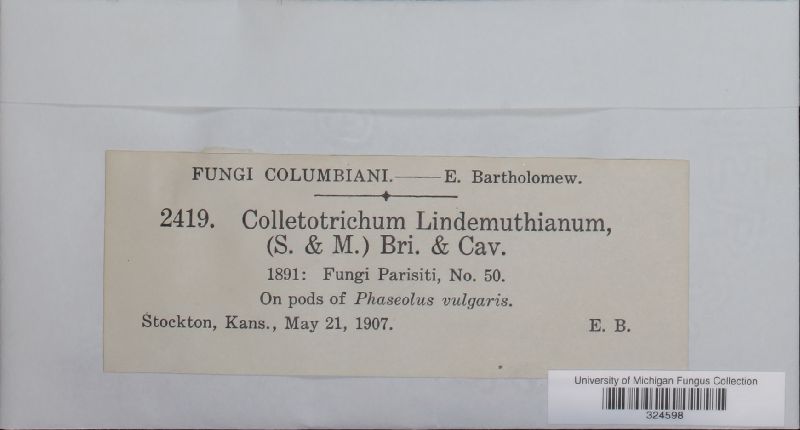 FUNGI COLUMBIANI.——E. Bartholomew.
2419. Colletotrichum Lindemuthianum,
(S. & M.) Bri. & Cav.
1891: Fungi Parisiti, No. 50.
On pods of Phaseolus vulgaris.
Stockton, Kans., May 21, 1907. E. B.
University of Michigan Fungus Collection
324598